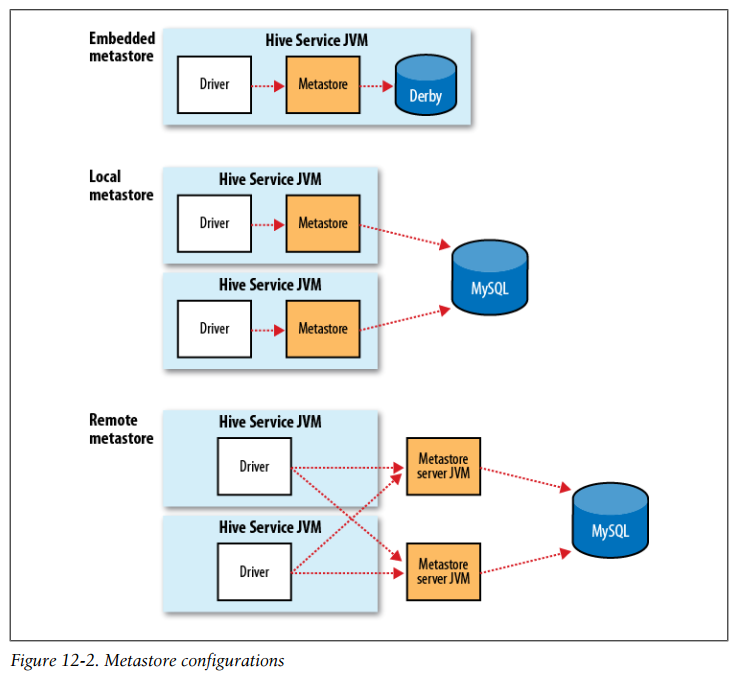 Embedded
metastore
Hive Service JVM
Driver
Metastore
Derby
Local
metastore
Hive Service JVM
Driver
Metastore
Hive Service JVM
Driver
Metastore
MySQL
Remote
metastore
Hive Service JVM
Driver
Metastore
server JVM
Hive Service JVM
Driver
Metastore
server JVM
MySQL
Figure 12-2. Metastore configurations